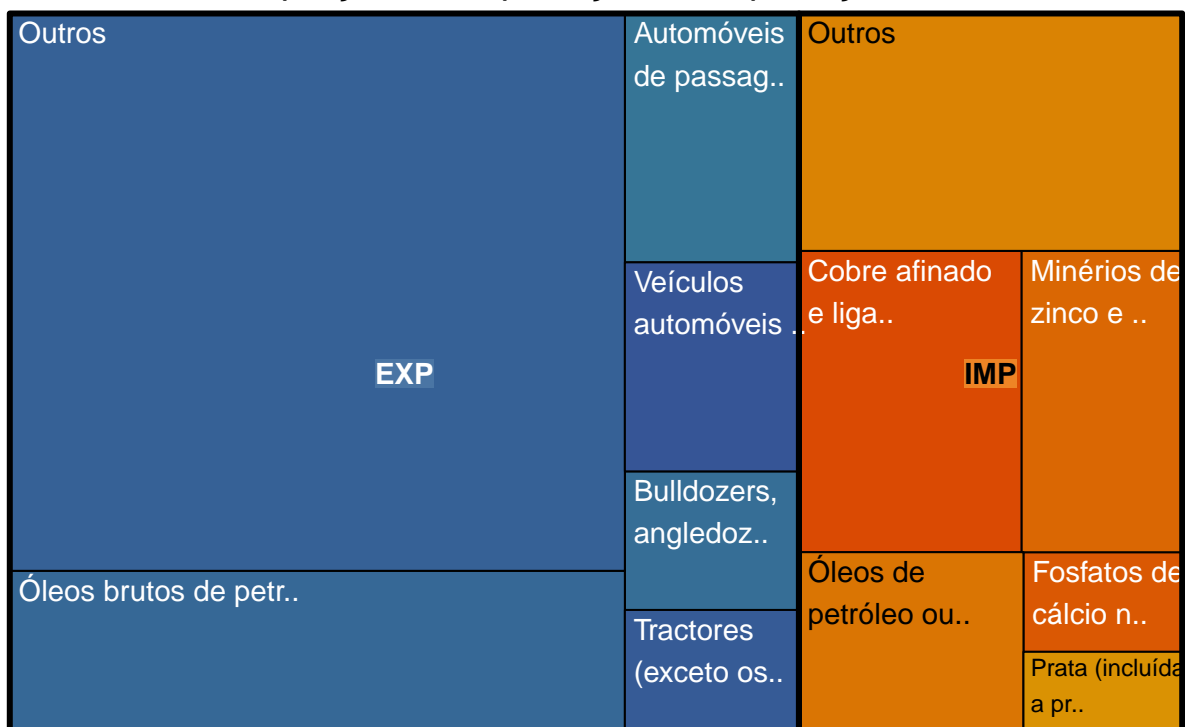 Outros
EXP
Óleos brutos de petr..
Automóveis
de passag..
Veículos
automóveis ..
Bulldozers,
angledoz..
Tractores
(exceto os..
Outros
Cobre afinado
e liga..
Minérios de
zinco e ..
IMP
Óleos de
petróleo ou..
Fosfatos de
cálcio n..
Prata (incluída
a pr..